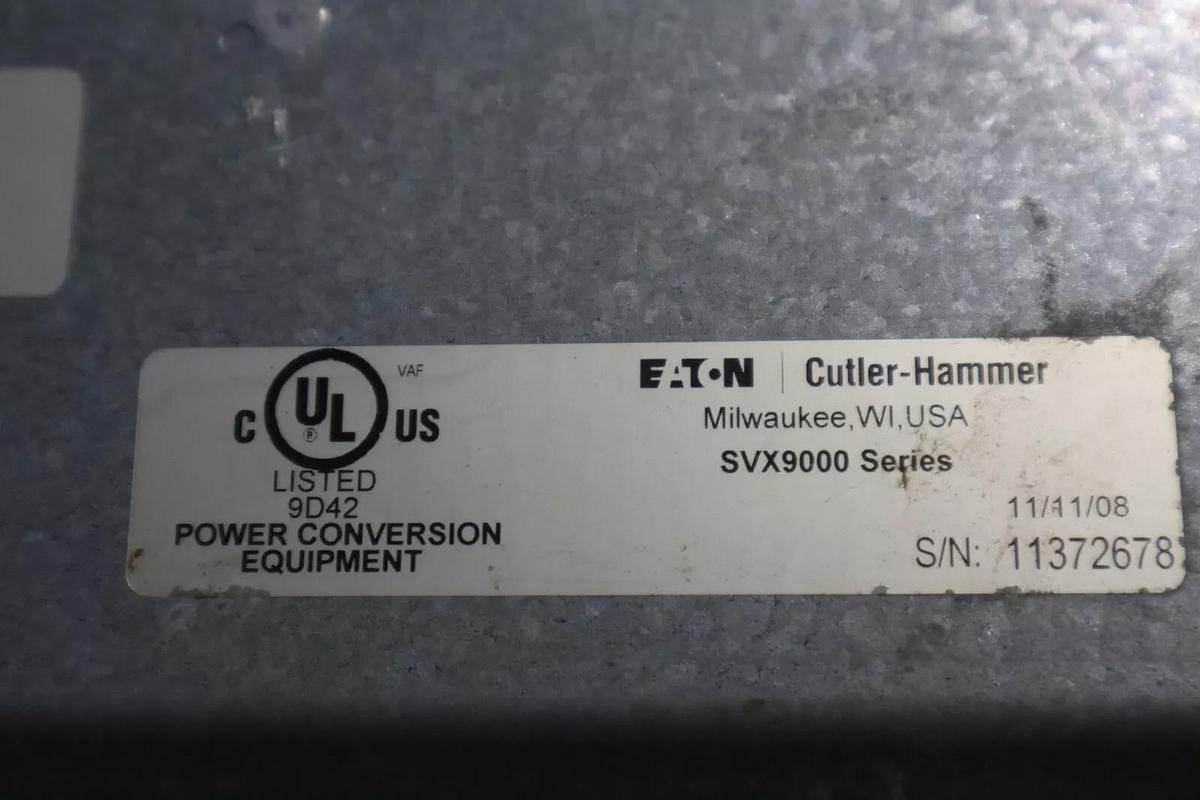 C UL ® US
VAF
LISTED
9D42
POWER CONVERSION
EQUIPMENT
EATON | Cutler-Hammer
Milwaukee, WI, USA
SVX9000 Series
11/11/08
S/N: 11372678